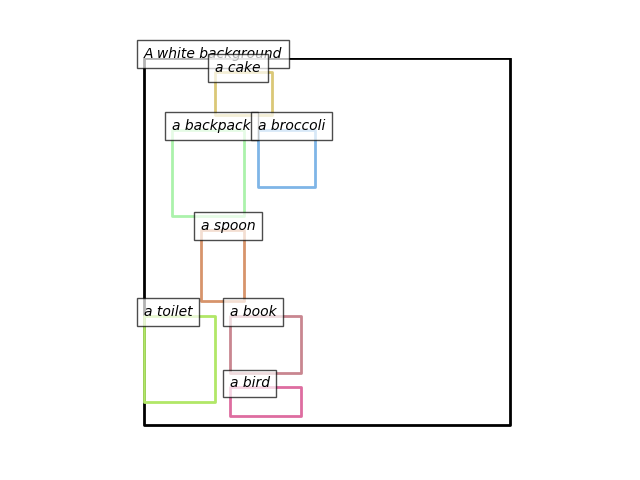 A white background
a cake
a backpack
a broccoli
a spoon
a toilet
a book
a bird